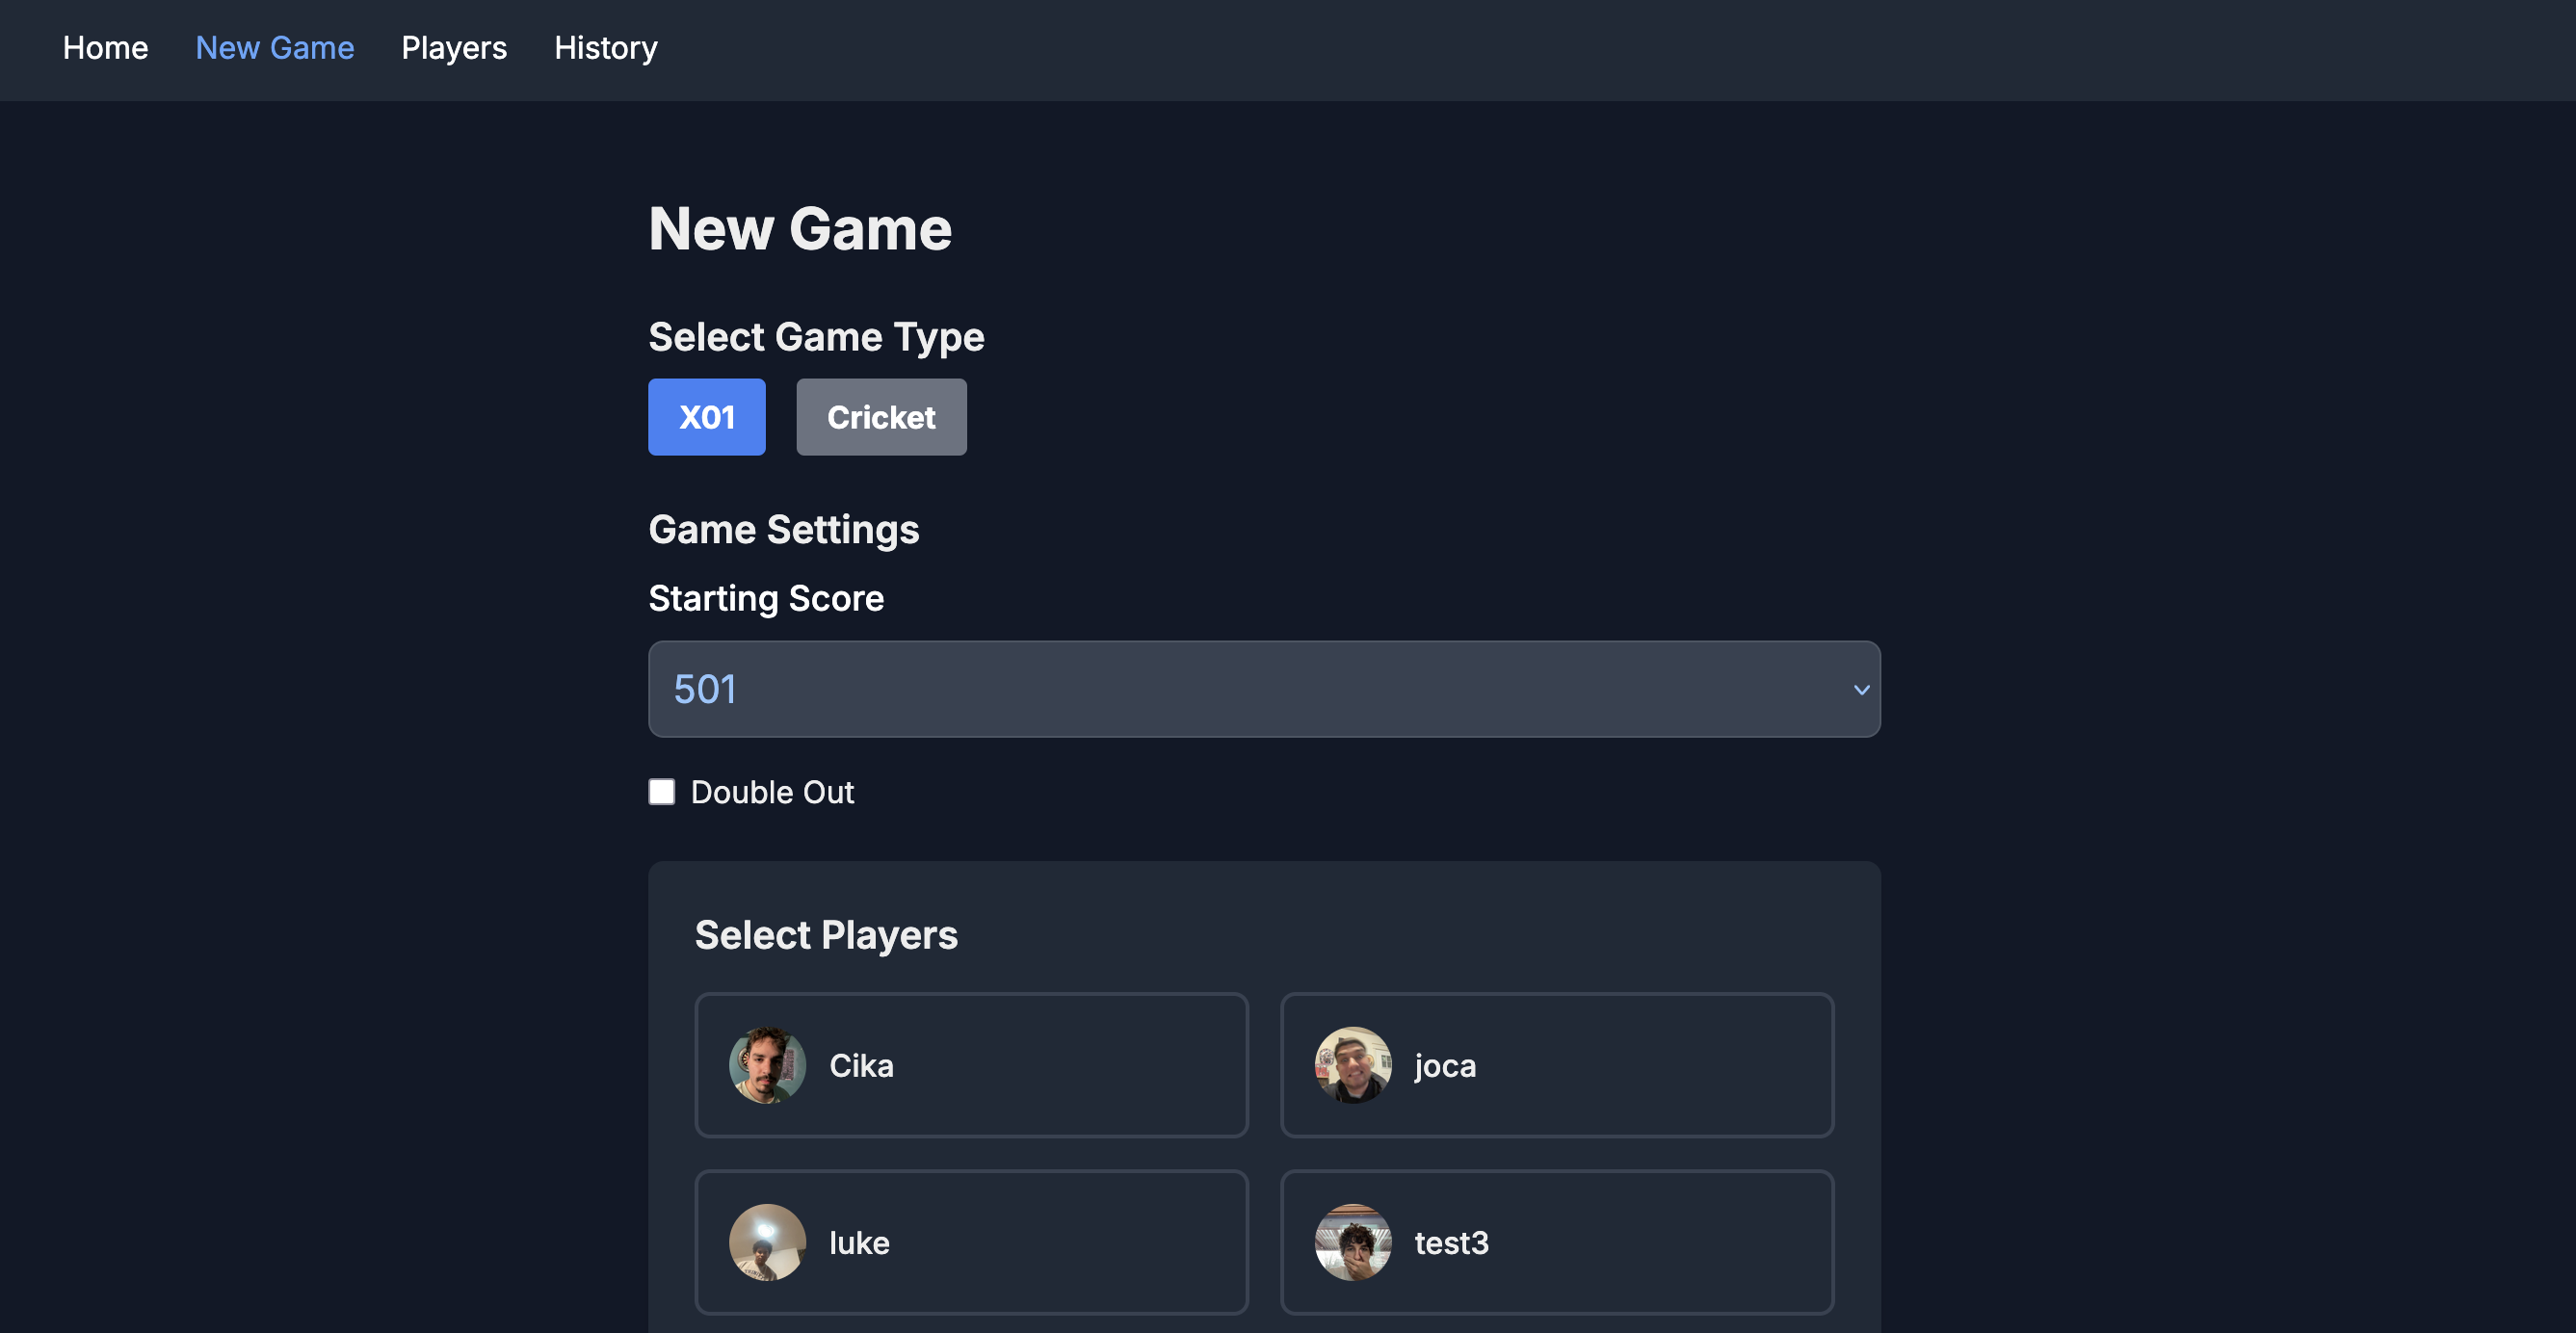 Home New Game Players History
New Game
Select Game Type
X01 Cricket
Game Settings
Starting Score
501
Double Out
Select Players
Cika joca
luke test3